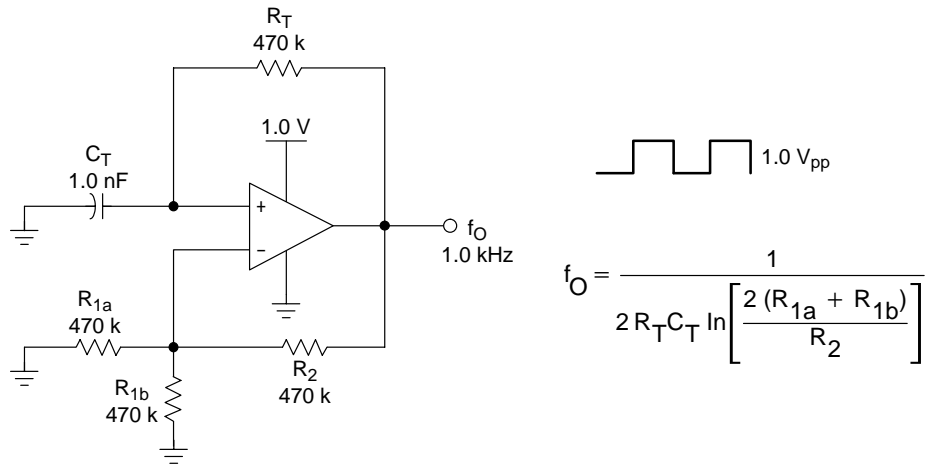 R_T
470 k
1.0 V
C_T
1.0 nF
+
−
f_O
1.0 kHz
R_1a
470 k
R_1b
470 k
R_2
470 k
1.0 V_pp
f_O = 1 / (2 R_T C_T ln[2 (R_1a + R_1b) / R_2])